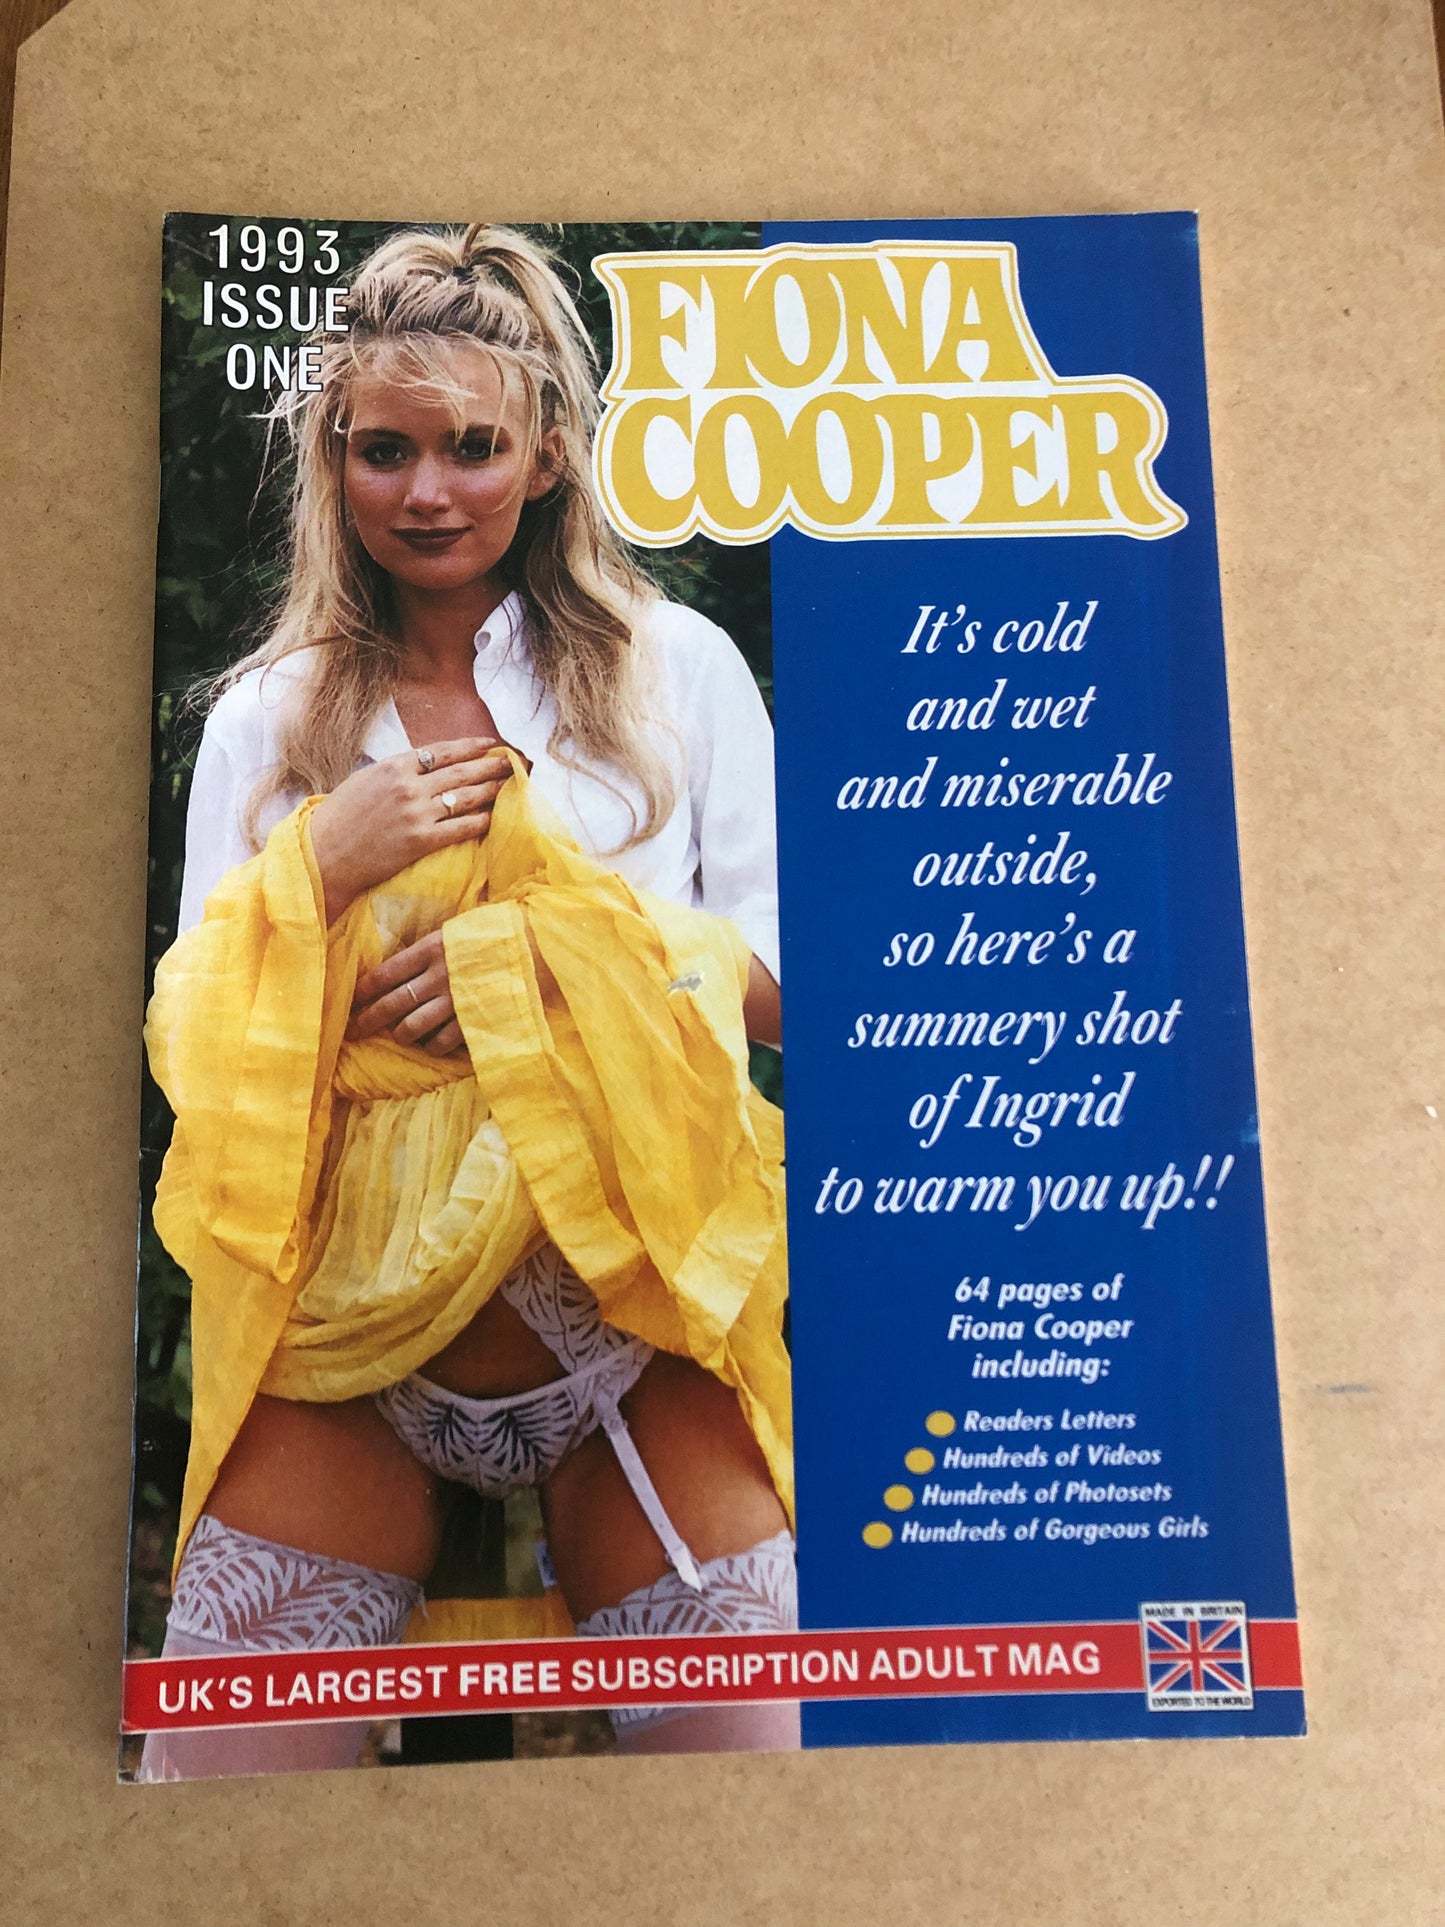 1993
ISSUE
ONE
FIONA
COOPER
It's cold
and wet
and miserable
outside,
so here's a
summery shot
of Ingrid
to warm you up!!
64 pages of
Fiona Cooper
including:
Readers Letters
Hundreds of Videos
Hundreds of Photosets
Hundreds of Gorgeous Girls
UK'S LARGEST FREE SUBSCRIPTION ADULT MAG
MADE IN BRITAIN
EXPORTED TO THE WORLD